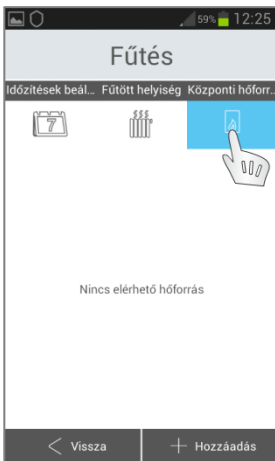 59% 12:25
Fűtés
Időzítések beál... Fűtött helyiség Központi hőforr...
7
Nincs elérhető hőforrás
Vissza Hozzáadás